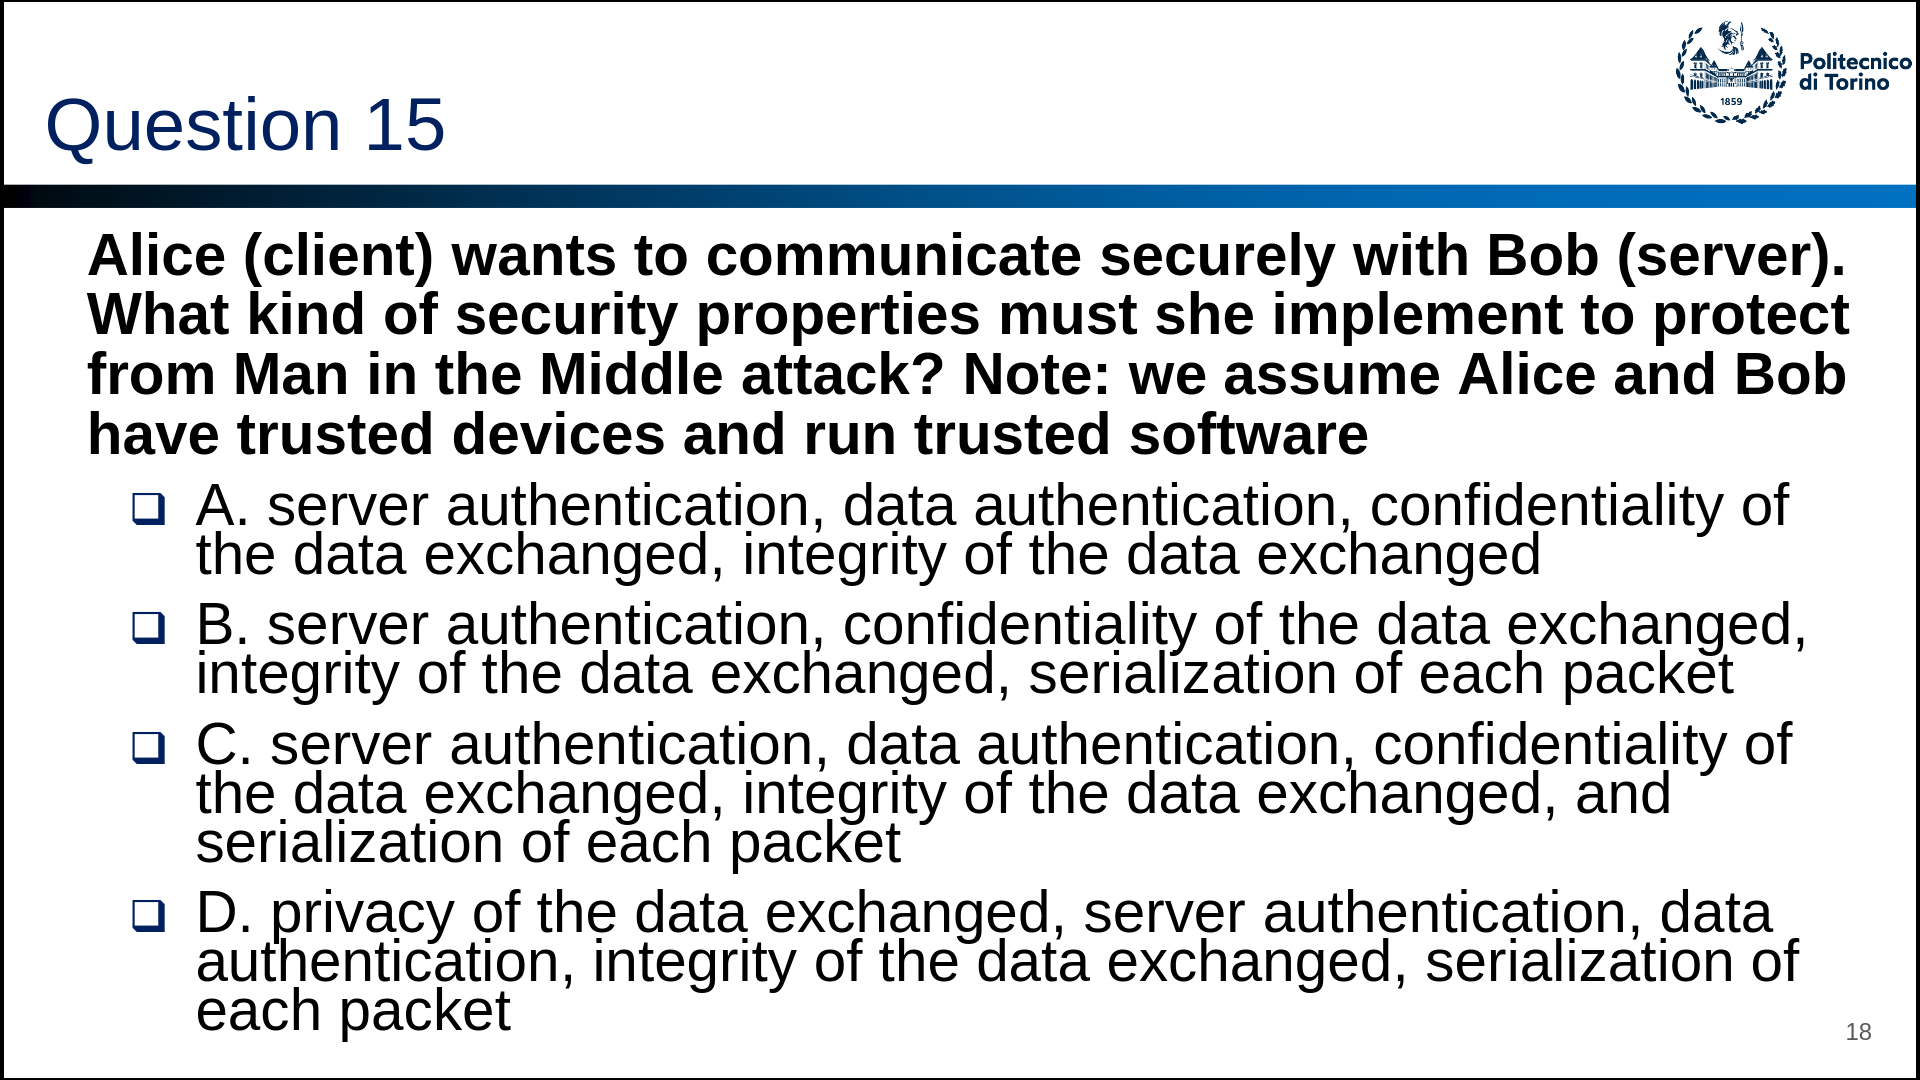 1859
Politecnico
di Torino
Question 15
Alice (client) wants to communicate securely with Bob (server).
What kind of security properties must she implement to protect
from Man in the Middle attack? Note: we assume Alice and Bob
have trusted devices and run trusted software
A. server authentication, data authentication, confidentiality of
the data exchanged, integrity of the data exchanged
B. server authentication, confidentiality of the data exchanged,
integrity of the data exchanged, serialization of each packet
C. server authentication, data authentication, confidentiality of
the data exchanged, integrity of the data exchanged, and
serialization of each packet
D. privacy of the data exchanged, server authentication, data
authentication, integrity of the data exchanged, serialization of
each packet
18